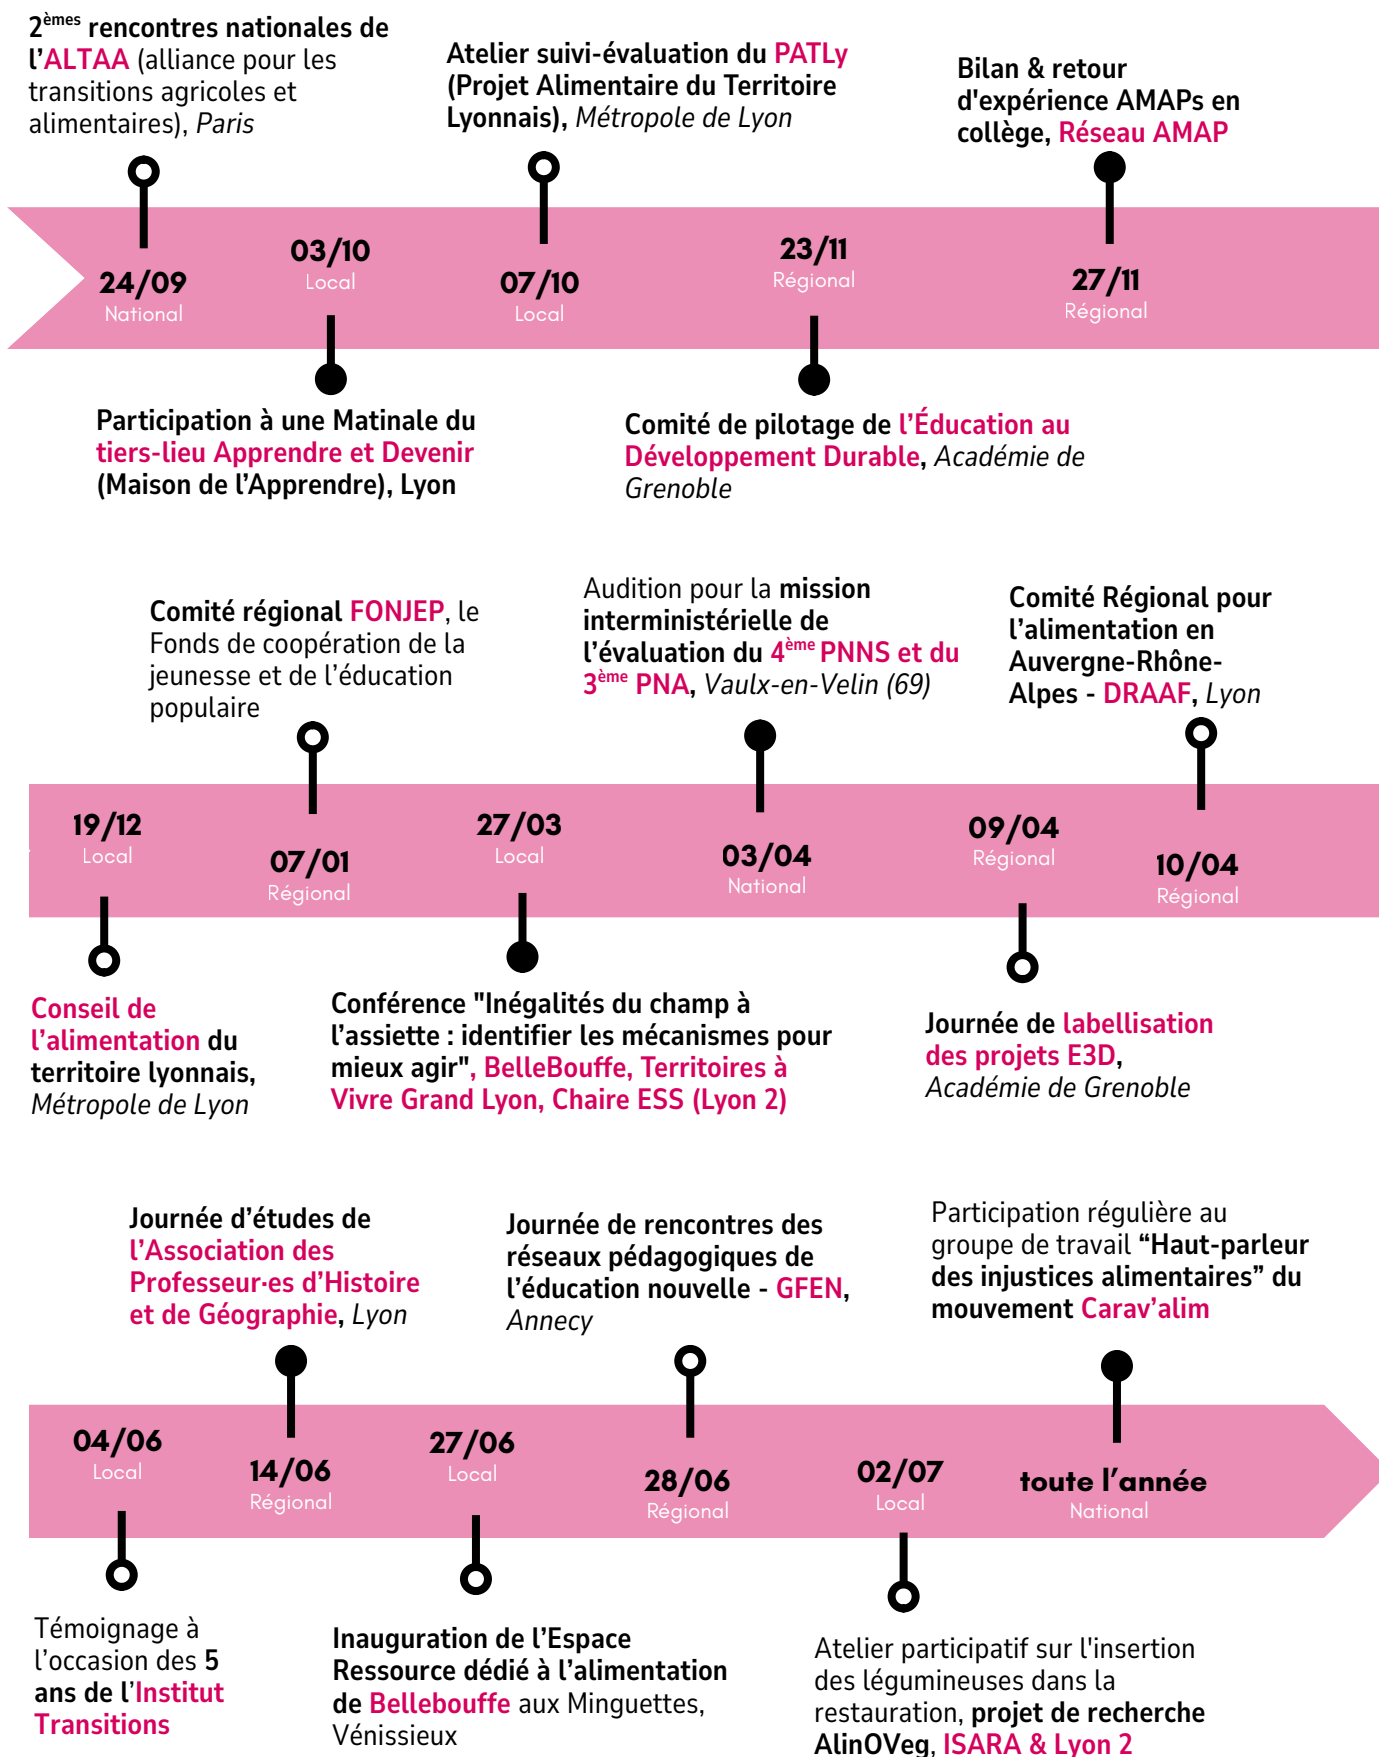 2èmes rencontres nationales de
l’ALTAA (alliance pour les
transitions agricoles et
alimentaires), Paris
Atelier suivi-évaluation du PATLy
(Projet Alimentaire du Territoire
Lyonnais), Métropole de Lyon
Bilan & retour
d'expérience AMAPs en
collège, Réseau AMAP
24/09
National
03/10
Local
07/10
Local
23/11
Régional
27/11
Régional
Participation à une Matinale du
tiers-lieu Apprendre et Devenir
(Maison de l’Apprendre), Lyon
Comité de pilotage de l’Éducation au
Développement Durable, Académie de
Grenoble
Comité régional FONJEP, le
Fonds de coopération de la
jeunesse et de l’éducation
populaire
Audition pour la mission
interministérielle de
l’évaluation du 4ème PNNS et du
3ème PNA, Vaulx-en-Velin (69)
Comité Régional pour
l’alimentation en
Auvergne-Rhône-
Alpes - DRAAF, Lyon
19/12
Local
07/01
Régional
27/03
Local
03/04
National
09/04
Régional
10/04
Régional
Conseil de
l’alimentation du
territoire lyonnais,
Métropole de Lyon
Conférence "Inégalités du champ à
l’assiette : identifier les mécanismes pour
mieux agir", BelleBouffe, Territoires à
Vivre Grand Lyon, Chaire ESS (Lyon 2)
Journée de labellisation
des projets E3D,
Académie de Grenoble
Journée d’études de
l’Association des
Professeur·es d’Histoire
et de Géographie, Lyon
Journée de rencontres des
réseaux pédagogiques de
l’éducation nouvelle - GFEN,
Annecy
Participation régulière au
groupe de travail “Haut-parleur
des injustices alimentaires” du
mouvement Carav’alim
04/06
Local
14/06
Régional
27/06
Local
28/06
Régional
02/07
Local
toute l’année
National
Témoignage à
l’occasion des 5
ans de l’Institut
Transitions
Inauguration de l’Espace
Ressource dédié à l’alimentation
de Bellebouffe aux Minguettes,
Vénissieux
Atelier participatif sur l'insertion
des légumineuses dans la
restauration, projet de recherche
AlinOVeg, ISARA & Lyon 2